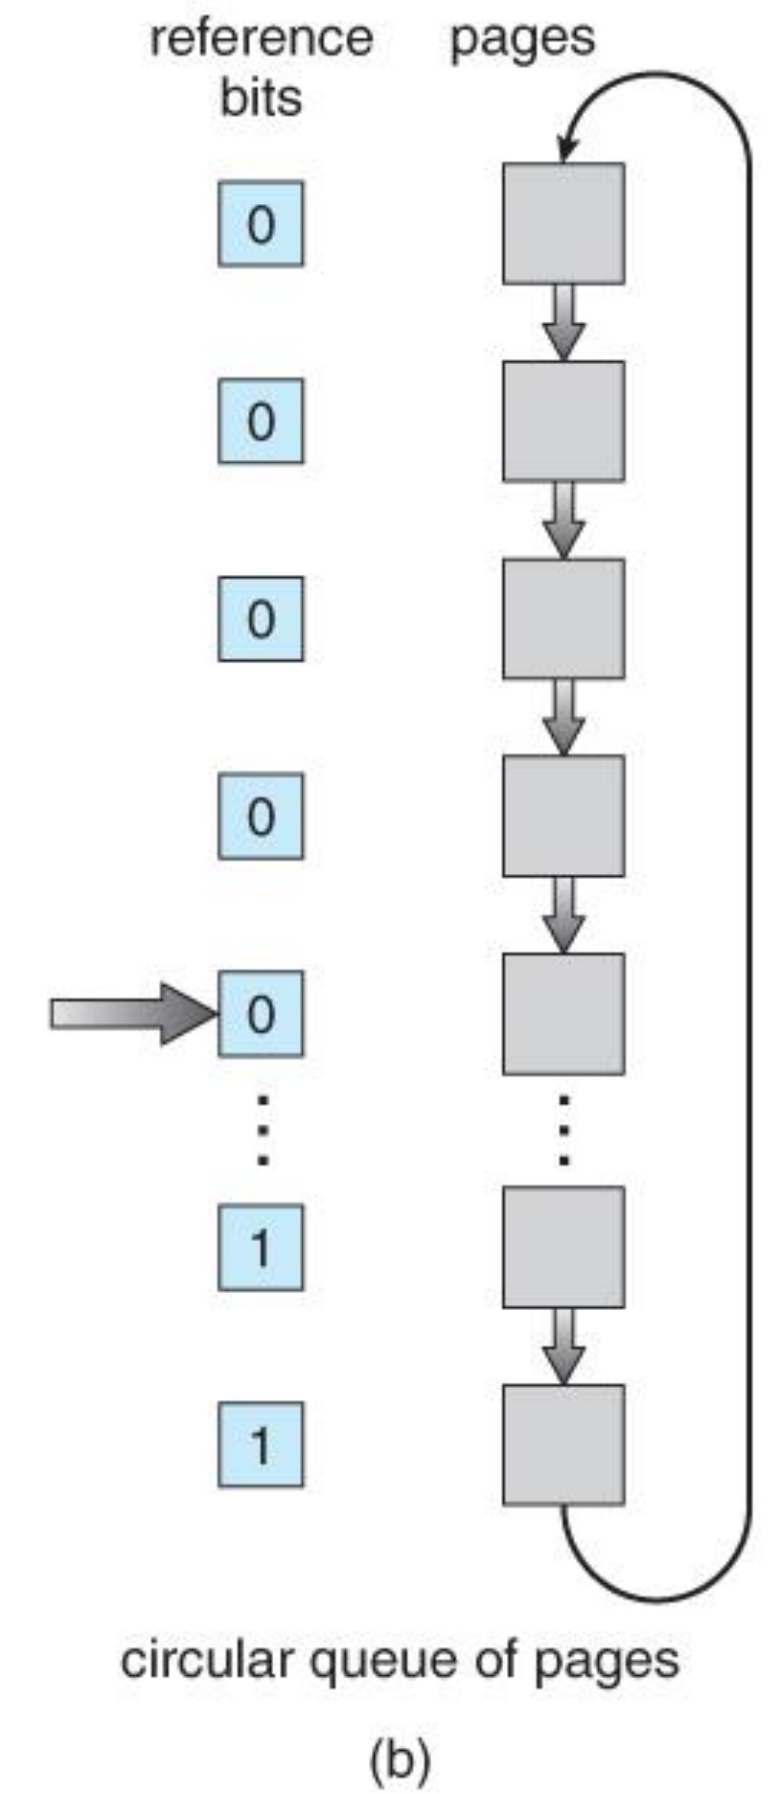 reference pages
bits
0
0
0
0
0
1
1
circular queue of pages
(b)